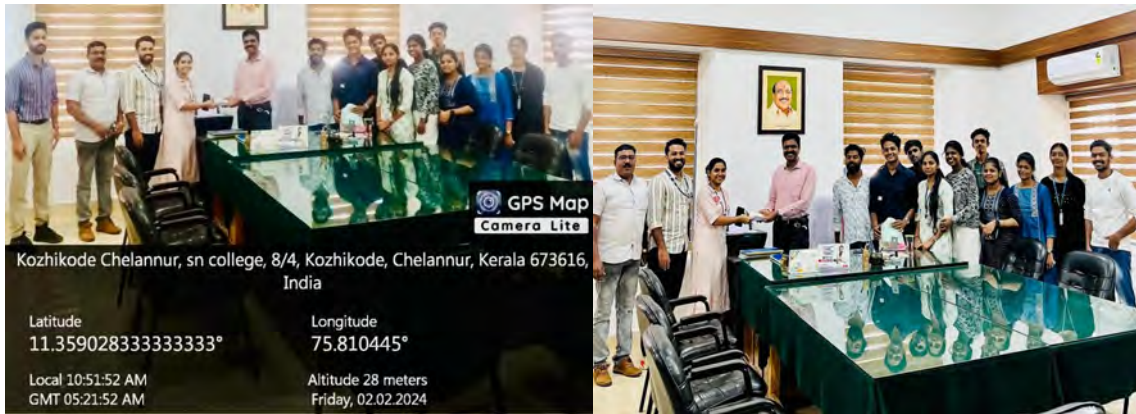 GPS Map
Camera Lite
Kozhikode Chelannur, sn college, 8/4, Kozhikode, Chelannur, Kerala 673616,
India
Latitude
11.359028333333333°
Longitude
75.810445°
Local 10:51:52 AM
GMT 05:21:52 AM
Altitude 28 meters
Friday, 02.02.2024